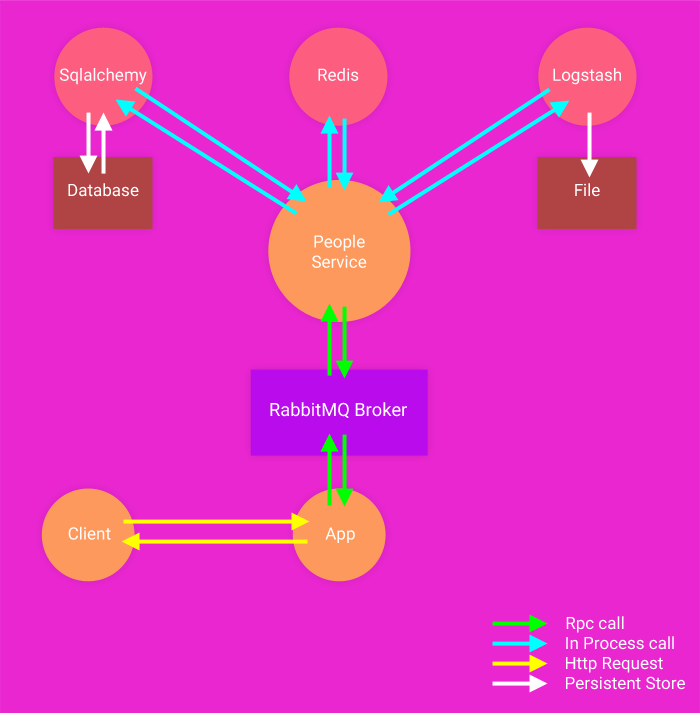 Sqlalchemy
Redis
Logstash
Database
File
People
Service
RabbitMQ Broker
Client
App
Rpc call
In Process call
Http Request
Persistent Store